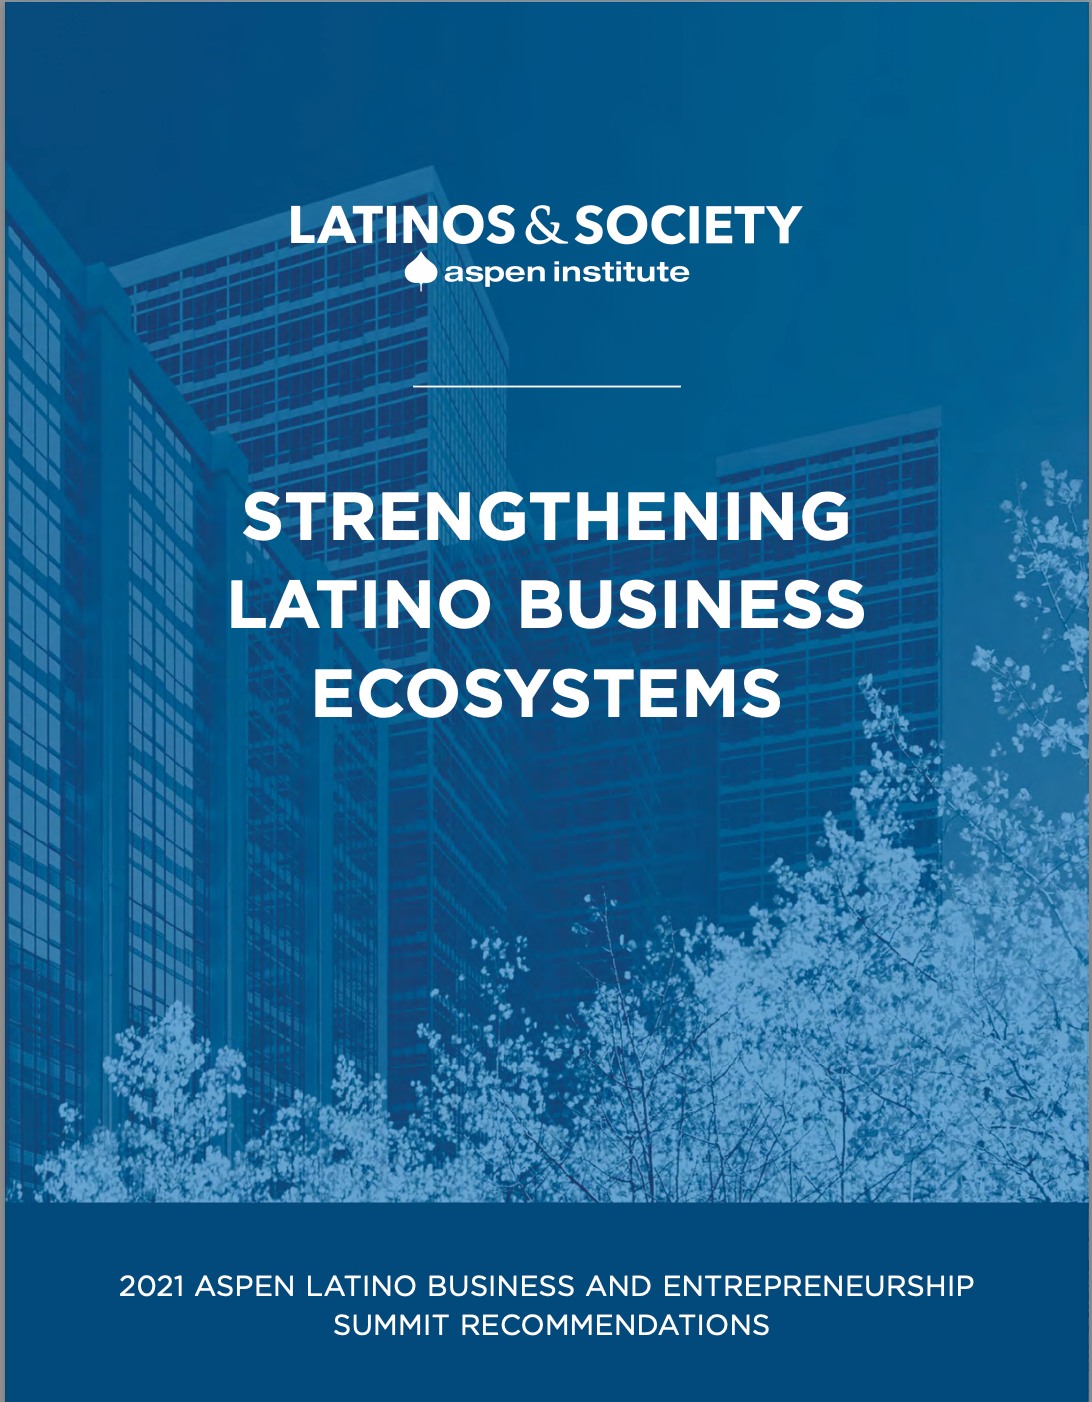 LATINOS & SOCIETY
aspen institute
STRENGTHENING
LATINO BUSINESS
ECOSYSTEMS
2021 ASPEN LATINO BUSINESS AND ENTREPRENEURSHIP
SUMMIT RECOMMENDATIONS